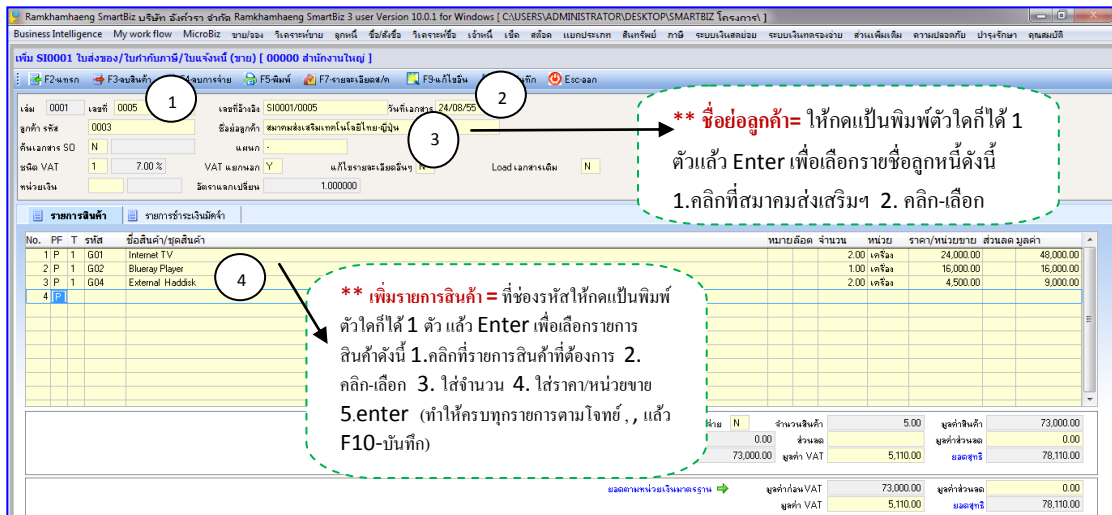 Ramkhamhaeng SmartBiz บริษัท อังก์วรา จำกัด Ramkhamhaeng SmartBiz 3 user Version 10.0.1 for Windows [ C:\USERS\ADMINISTRATOR\DESKTOP\SMARTBIZ โครงการ\ ]
Business Intelligence My work flow MicroBiz ขาย/จอง วิเคราะห์ขาย ลูกหนี้ ซื้อ/สั่งซื้อ วิเคราะห์ซื้อ เจ้าหนี้ เช็ค สต๊อค แยกประเภท สินทรัพย์ ภาษี ระบบเงินสดย่อย ระบบเงินทดรองจ่าย ส่วนเพิ่มเติม ความปลอดภัย บำรุงรักษา คุณสมบัติ
เพิ่ม SI0001 ใบส่งของ/ใบกำกับภาษี/ใบแจ้งหนี้ (ขาย) [ 00000 สำนักงานใหญ่ ]
F2-แทรก F3-ลบสินค้า F4-ลบการจ่าย F5-พิมพ์ F7-รายละเอียดส/ค F9-แก้ไขอื่น Esc-ออก
เล่ม 0001 เลขที่ 0005 1 เลขที่อ้างอิง SI0001/0005 วันที่เอกสาร 24/08/55 2
ลูกค้า รหัส 0003 ชื่อย่อลูกค้า สมาคมส่งเสริมเทคโนโลยีไทย-ญี่ปุ่น 3
ค้นเอกสาร SO N แผนก -
ชนิด VAT 1 7.00 % VAT แยกนอก Y แก้ไขรายละเอียดอื่นๆ N Load เอกสารเดิม N
หน่วยเงิน อัตราแลกเปลี่ยน 1.000000
** ชื่อย่อลูกค้า= ให้กดแป้นพิมพ์ตัวใดก็ได้ 1
ตัวแล้ว Enter เพื่อเลือกรายชื่อลูกหนี้ดังนี้
1.คลิกที่สมาคมส่งเสริมฯ 2. คลิก-เลือก
รายการสินค้า รายการชำระเงินมัดจำ
No. PF T รหัส ชื่อสินค้า/ชุดสินค้า หมายล๊อต จำนวน หน่วย ราคา/หน่วยขาย ส่วนลด มูลค่า
1 P 1 G01 Internet TV 2.00 เครื่อง 24,000.00 48,000.00
2 P 1 G02 Blueray Player 1.00 เครื่อง 16,000.00 16,000.00
3 P 1 G04 External Haddisk 2.00 เครื่อง 4,500.00 9,000.00
4 P
4
** เพิ่มรายการสินค้า = ที่ช่องรหัสให้กดแป้นพิมพ์
ตัวใดก็ได้ 1 ตัว แล้ว Enter เพื่อเลือกรายการ
สินค้าดังนี้ 1.คลิกที่รายการสินค้าที่ต้องการ 2.
คลิก-เลือก 3. ใส่จำนวน 4. ใส่ราคา/หน่วยขาย
5.enter (ทำให้ครบทุกรายการตามโจทย์ , , แล้ว
F10-บันทึก)
N จำนวนสินค้า 5.00 มูลค่าสินค้า 73,000.00
0.00 ส่วนลด มูลค่าส่วนลด 0.00
73,000.00 มูลค่า VAT 5,110.00 ยอดสุทธิ 78,110.00
ยอดตามหน่วยเงินมาตรฐาน มูลค่าก่อนVAT 73,000.00 มูลค่าส่วนลด 0.00
มูลค่า VAT 5,110.00 ยอดสุทธิ 78,110.00